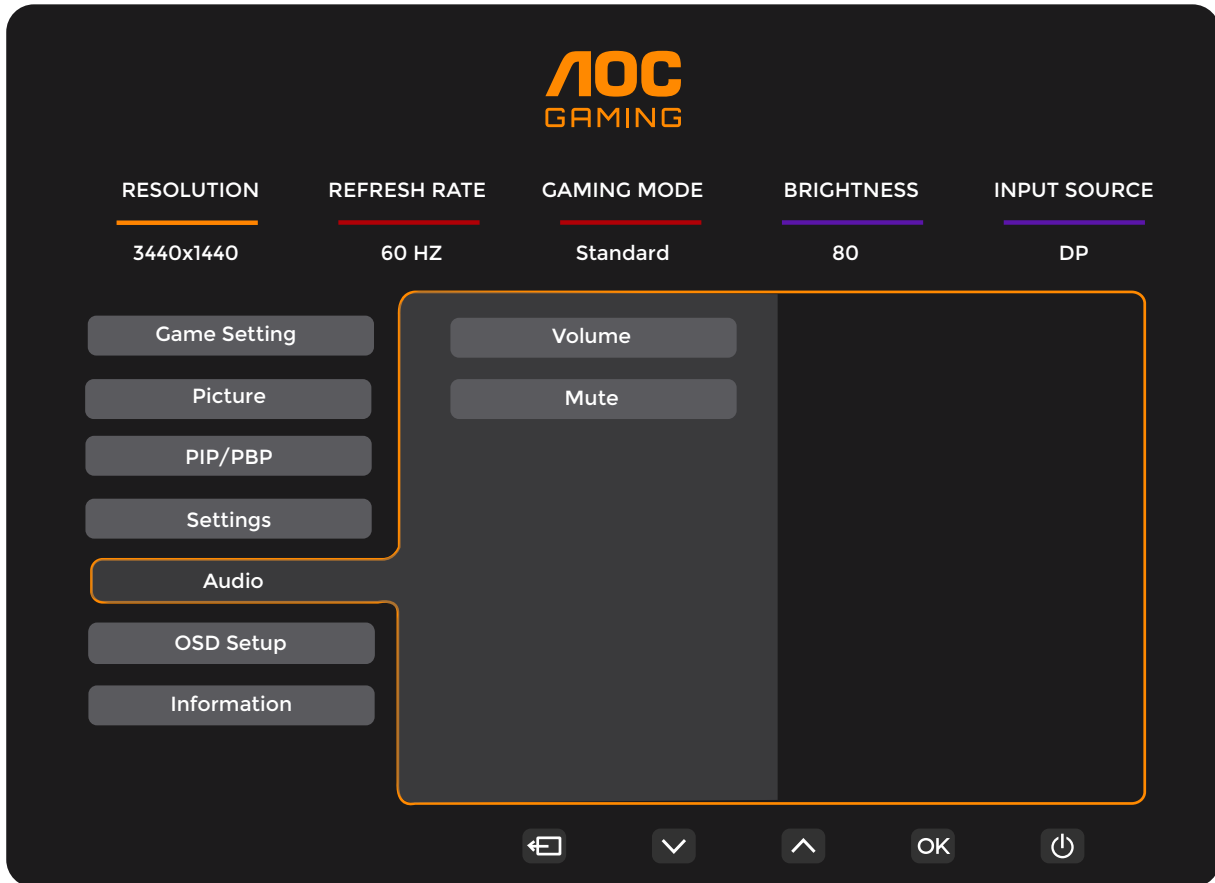 AOC
GAMING
RESOLUTION REFRESH RATE GAMING MODE BRIGHTNESS INPUT SOURCE
3440x1440 60 HZ Standard 80 DP
Game Setting Volume
Picture Mute
PIP/PBP
Settings
Audio
OSD Setup
Information
OK